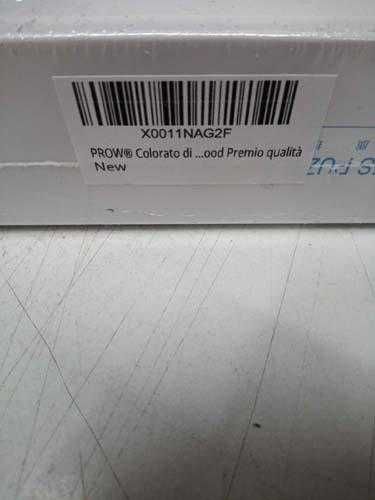 X0011NAG2F
PROW® Colorato di ...ood Premio qualità
New